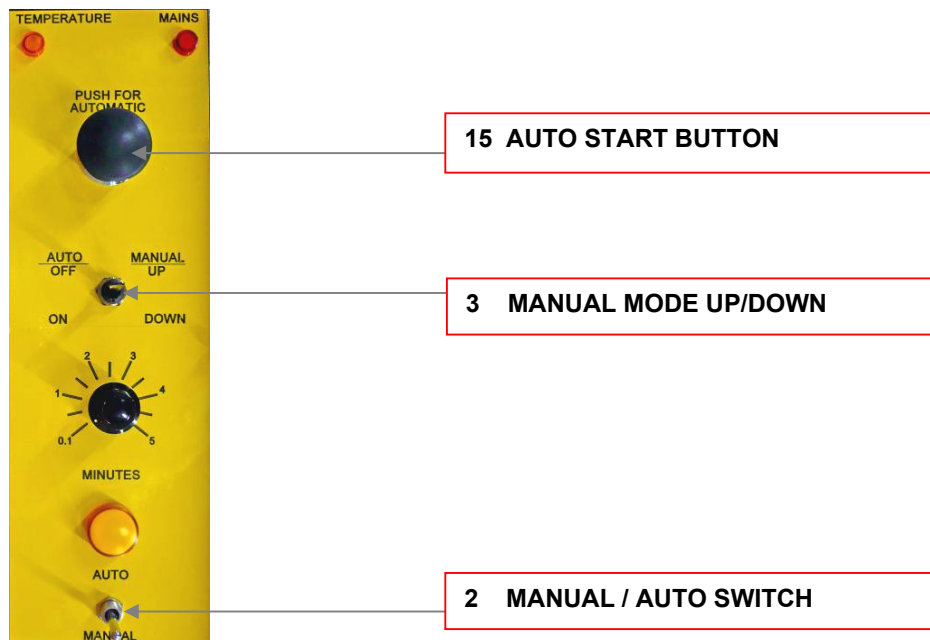 TEMPERATURE MAINS
PUSH FOR
AUTOMATIC
15 AUTO START BUTTON
AUTO MANUAL
OFF UP
3 MANUAL MODE UP/DOWN
ON DOWN
2 3
1 4
0.1 5
MINUTES
AUTO
2 MANUAL / AUTO SWITCH
MANUAL